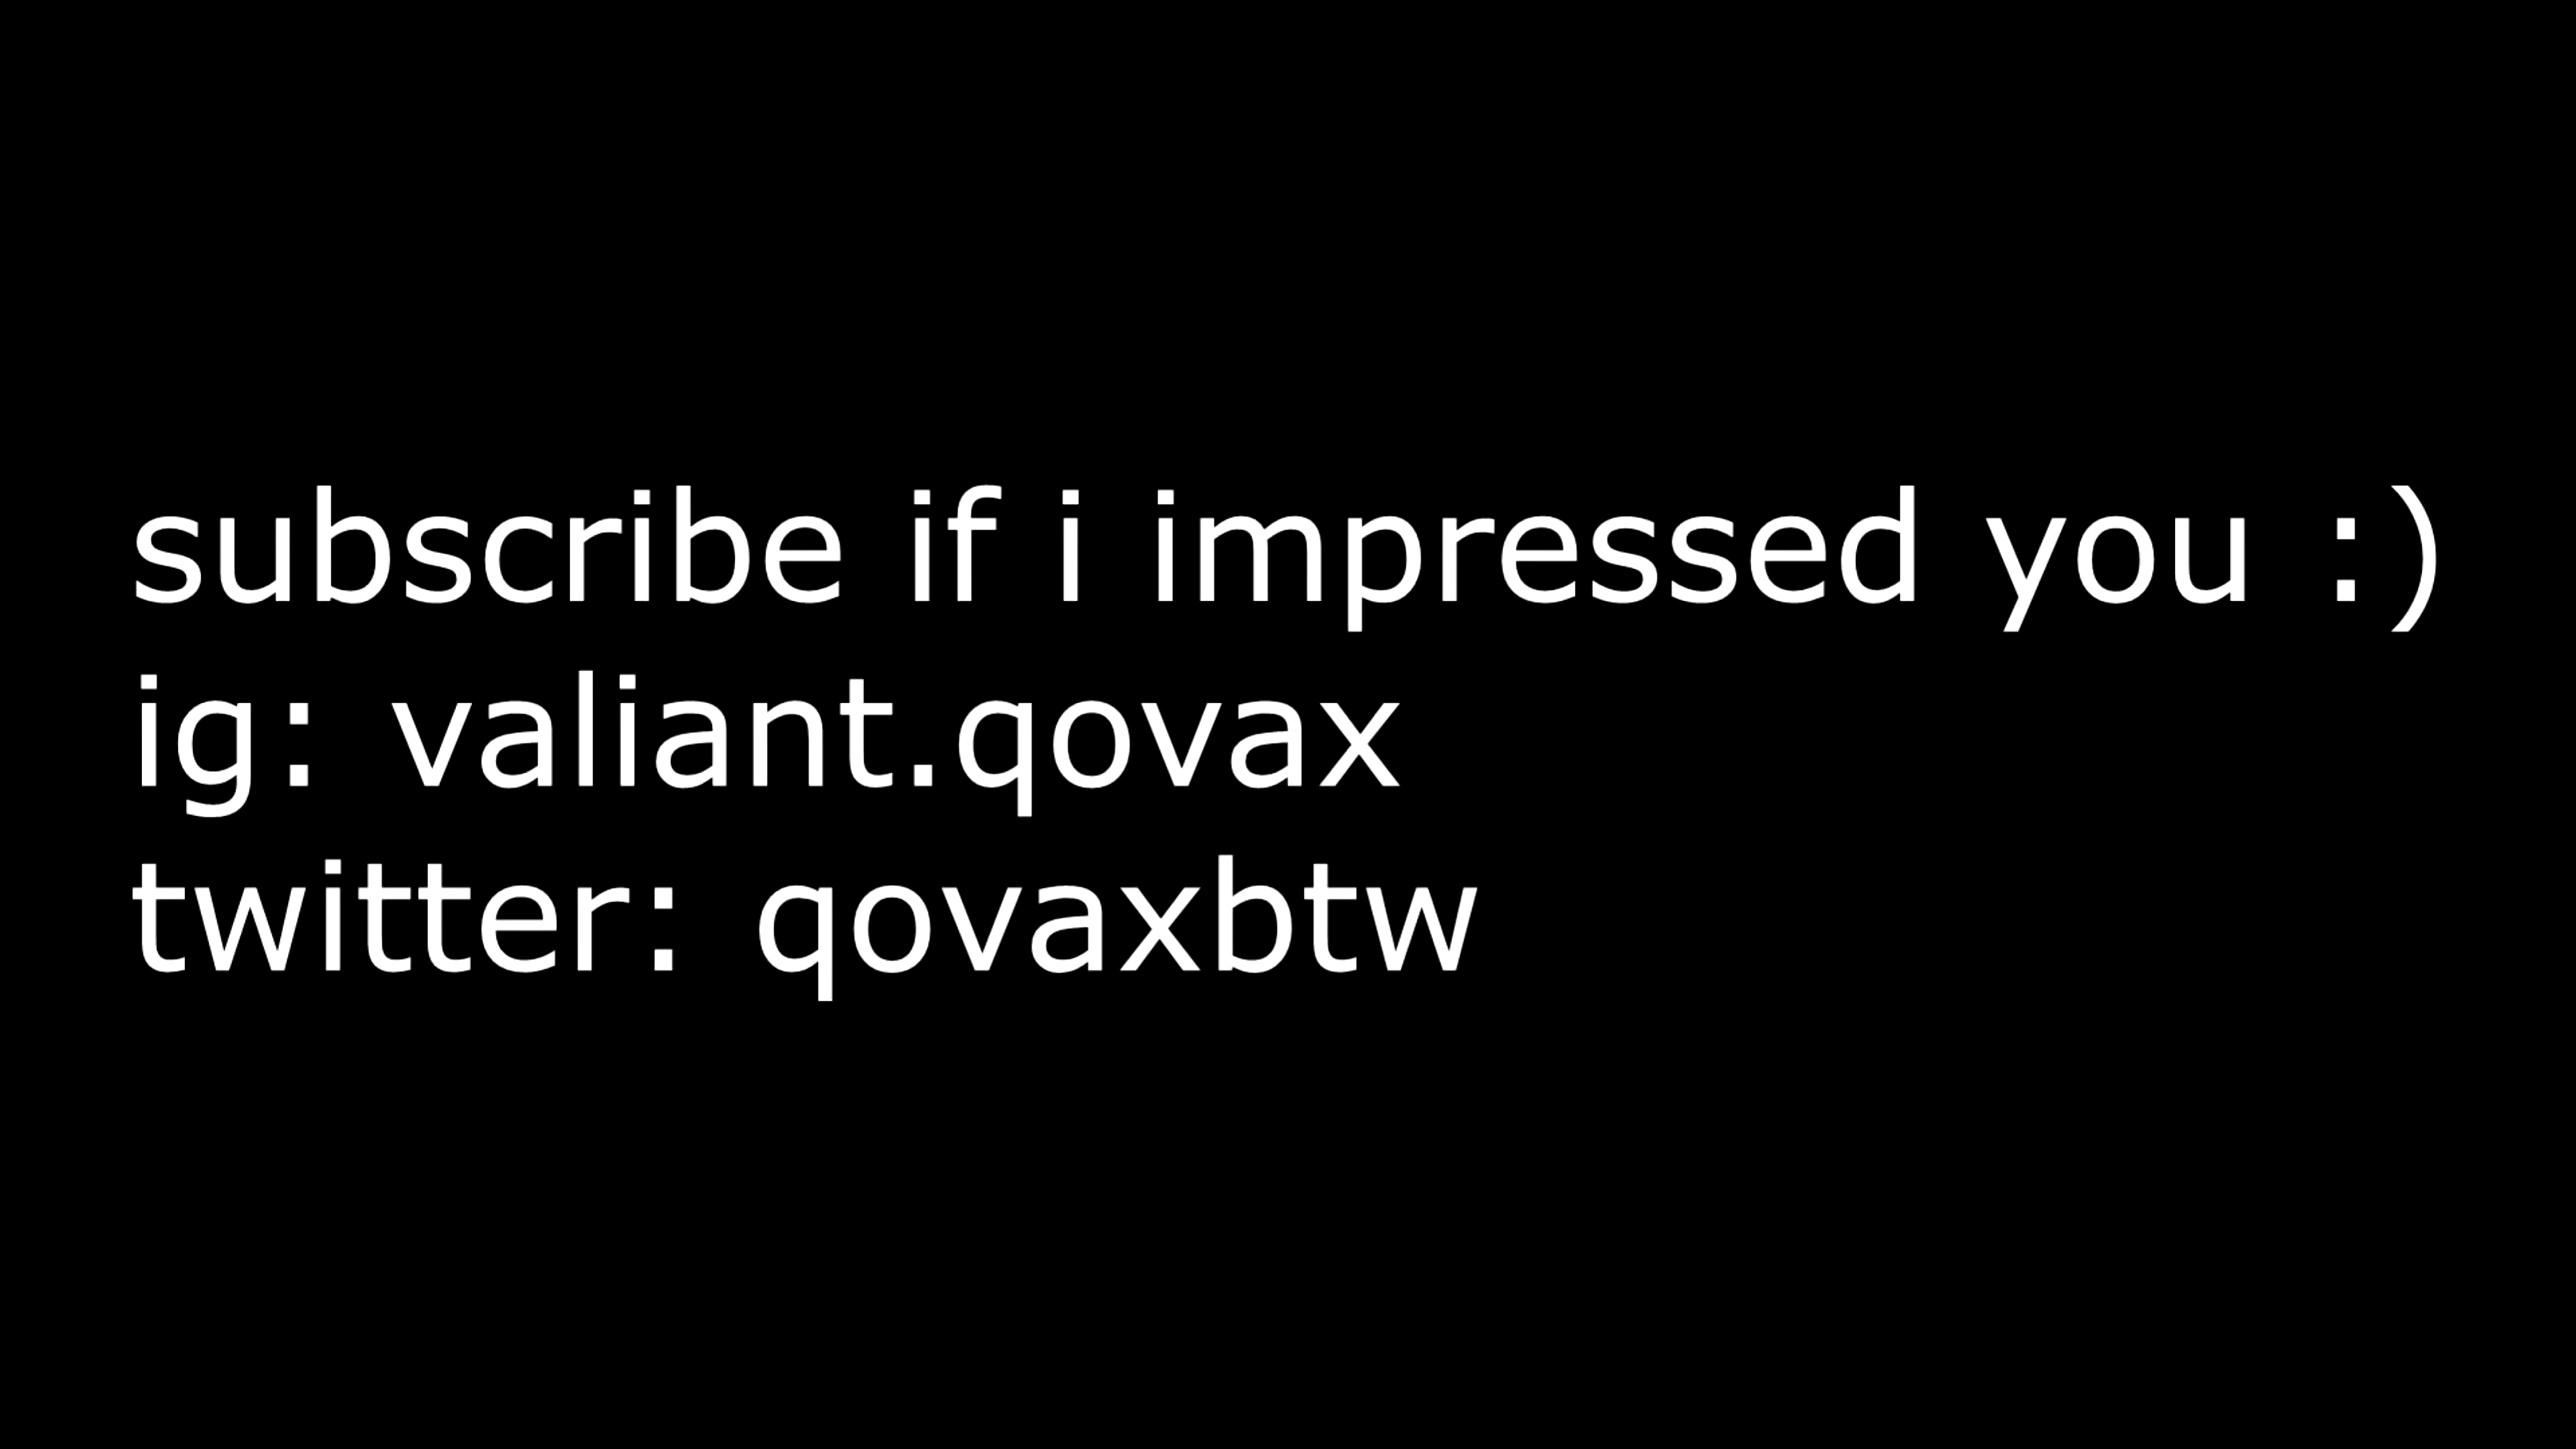 subscribe if i impressed you :)
ig: valiant.qovax
twitter: qovaxbtw